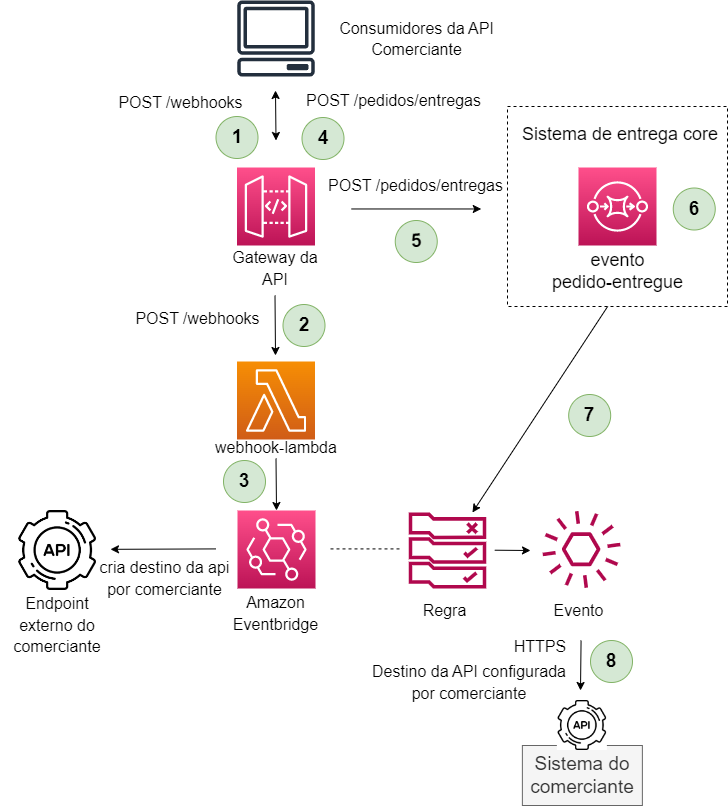 Consumidores da API
Comerciante
POST /webhooks
POST /pedidos/entregas
1
4
Sistema de entrega core
POST /pedidos/entregas
5
6
evento
pedido-entregue
Gateway da
API
POST /webhooks
2
7
webhook-lambda
3
API
cria destino da api
por comerciante
Endpoint
externo do
comerciante
Amazon
Eventbridge
Regra
Evento
HTTPS
8
Destino da API configurada
por comerciante
API
Sistema do
comerciante